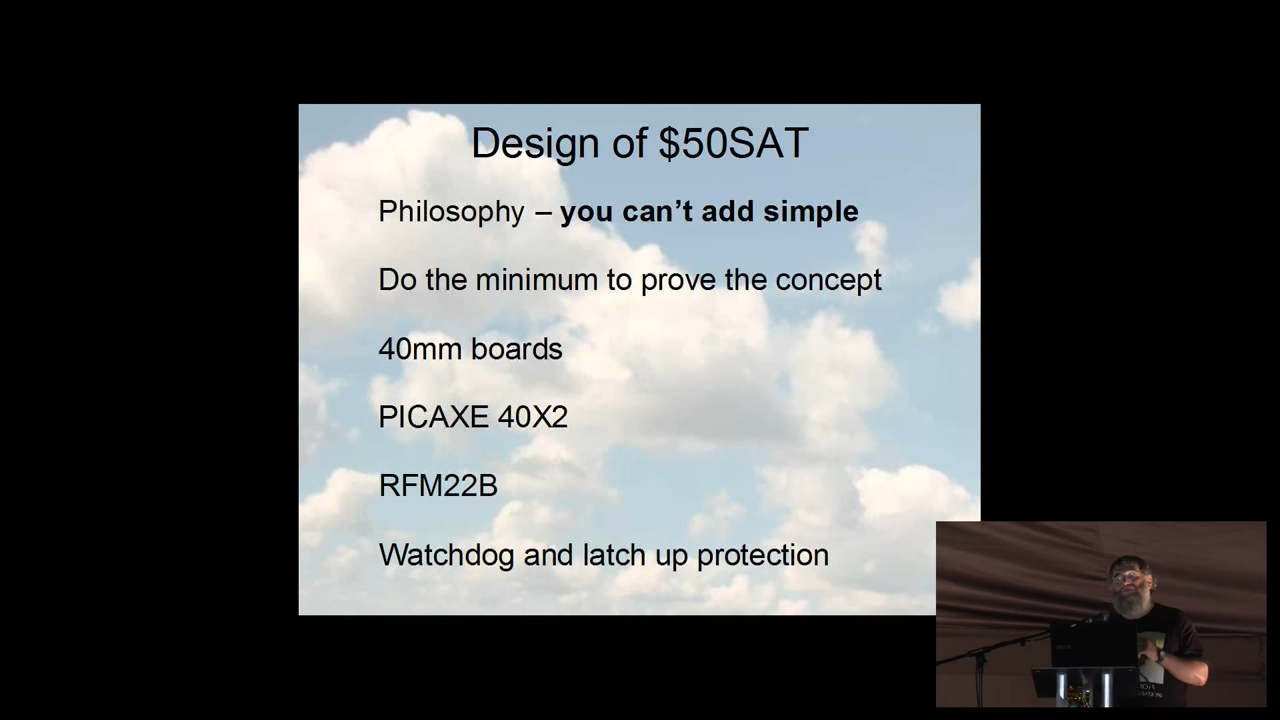 Design of $50SAT
Philosophy – you can’t add simple
Do the minimum to prove the concept
40mm boards
PICAXE 40X2
RFM22B
Watchdog and latch up protection